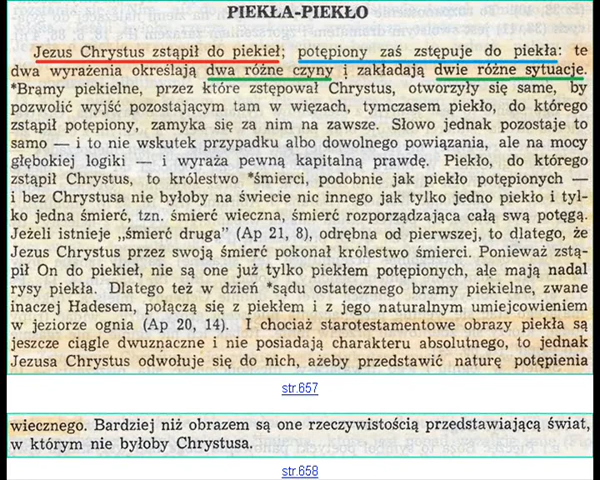 PIEKŁA-PIEKŁO
Jezus Chrystus zstąpił do piekieł; potępiony zaś zstępuje do piekła: te
dwa wyrażenia określają dwa różne czyny i zakładają dwie różne sytuacje.
*Bramy piekielne, przez które zstępował Chrystus, otworzyły się same, by
pozwolić wyjść pozostającym tam w więzach, tymczasem piekło, do którego
zstąpił potępiony, zamyka się za nim na zawsze. Słowo jednak pozostaje to
samo — i to nie wskutek przypadku albo dowolnego powiązania, ale na mocy
głębokiej logiki — i wyraża pewną kapitalną prawdę. Piekło, do którego
zstąpił Chrystus, to królestwo *śmierci, podobnie jak piekło potępionych —
i bez Chrystusa nie byłoby na świecie nic innego jak tylko jedno piekło i tyl-
ko jedna śmierć, tzn. śmierć wieczna, śmierć rozporządzająca całą swą potęgą.
Jeżeli istnieje „śmierć druga" (Ap 21, 8), odrębna od pierwszej, to dlatego, że
Jezus Chrystus przez swoją śmierć pokonał królestwo śmierci. Ponieważ zstą-
pił On do piekieł, nie są one już tylko piekłem potępionych, ale mają nadal
rysy piekła. Dlatego też w dzień *sądu ostatecznego bramy piekielne, zwane
inaczej Hadesem, połączą się z piekłem i z jego naturalnym umiejscowieniem
w jeziorze ognia (Ap 20, 14). I chociaż starotestamentowe obrazy piekła są
jeszcze ciągle dwuznaczne i nie posiadają charakteru absolutnego, to jednak
Jezusa Chrystus odwołuje się do nich, ażeby przedstawić naturę potępienia
str.657
wiecznego. Bardziej niż obrazem są one rzeczywistością przedstawiającą świat,
w którym nie byłoby Chrystusa.
str.658